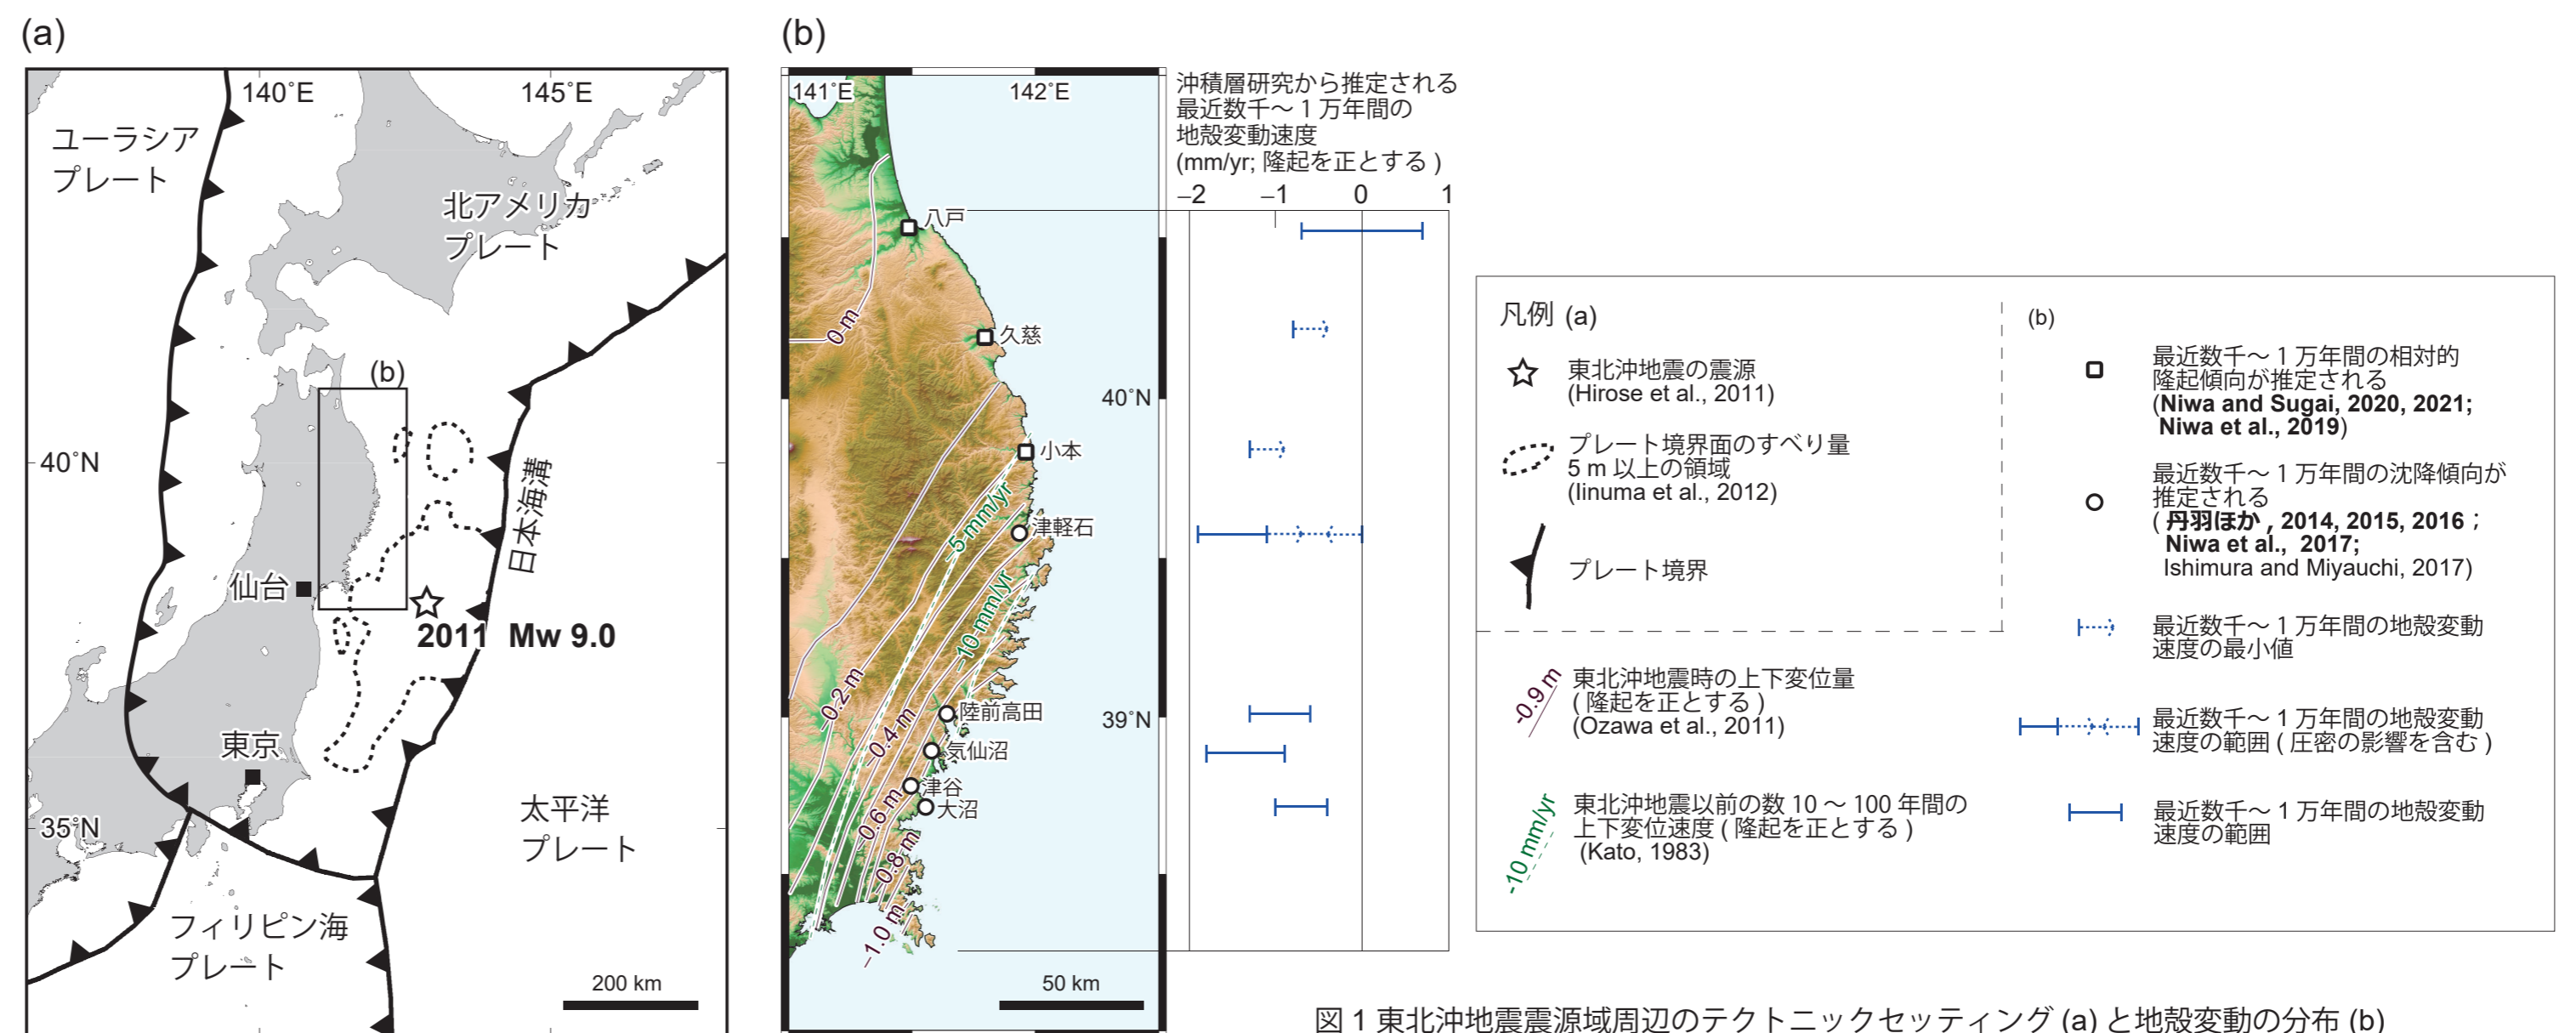 (a)
140˚E
145˚E
ユーラシア
プレート
北アメリカ
プレート
(b)
40˚N
日本海溝
仙台
2011 Mw 9.0
東京
35˚N
太平洋
プレート
フィリピン海
プレート
200 km
(b)
141˚E
142˚E
八戸
0 m
久慈
40˚N
小本
–5 mm/yr
津軽石
–10 mm/yr
–0.2 m
陸前高田
39˚N
–0.4 m
気仙沼
津谷
大沼
–0.6 m
–0.8 m
–1.0 m
50 km
沖積層研究から推定される
最近数千～１万年間の
地殻変動速度
(mm/yr; 隆起を正とする )
–2 –1 0 1
凡例 (a)
東北沖地震の震源
(Hirose et al., 2011)
プレート境界面のすべり量
5 m 以上の領域
(Iinuma et al., 2012)
プレート境界
-0.9 m
東北沖地震時の上下変位量
( 隆起を正とする )
(Ozawa et al., 2011)
-10 mm/yr
東北沖地震以前の数 10 ～ 100 年間の
上下変位速度 ( 隆起を正とする )
(Kato, 1983)
(b)
最近数千～ 1 万年間の相対的
隆起傾向が推定される
(Niwa and Sugai, 2020, 2021;
Niwa et al., 2019)
最近数千～ 1 万年間の沈降傾向が
推定される
( 丹羽ほか , 2014, 2015, 2016 ;
Niwa et al., 2017;
Ishimura and Miyauchi, 2017)
最近数千～ 1 万年間の地殻変動
速度の最小値
最近数千～ 1 万年間の地殻変動
速度の範囲 ( 圧密の影響を含む )
最近数千～ 1 万年間の地殻変動
速度の範囲
図 1 東北沖地震震源域周辺のテクトニックセッティング (a) と地殻変動の分布 (b)